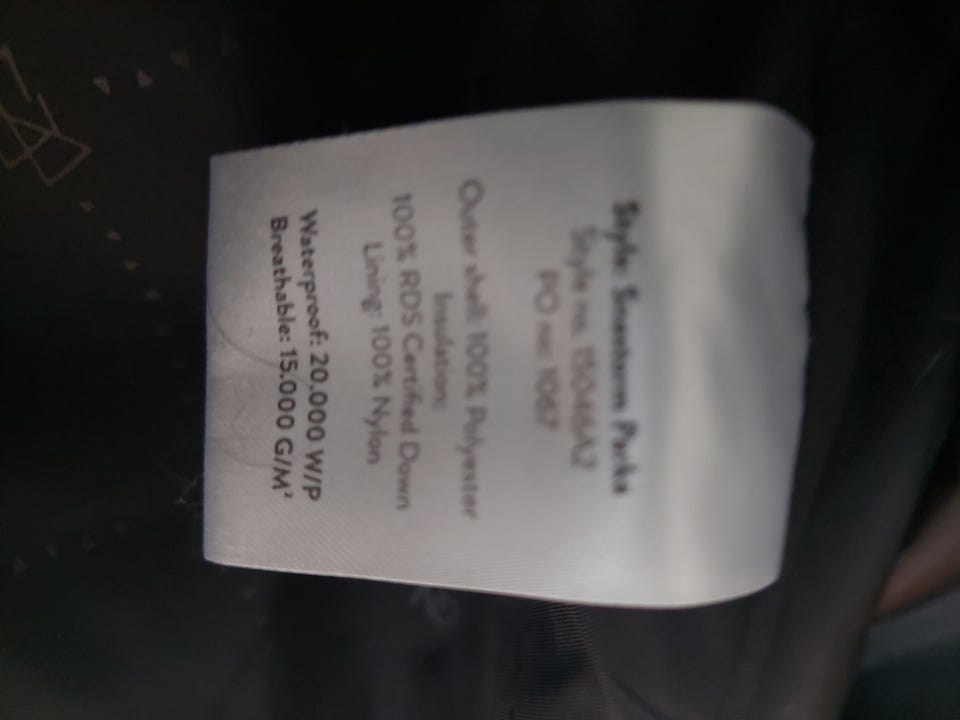 Style: Snowstorm Parka
Style no. 15046A2
PO no: 1067
Outer shell: 100% Polyester
Insulation:
100% RDS Certified Down
Lining: 100% Nylon
Waterproof: 20.000 W/P
Breathable: 15.000 G/M²